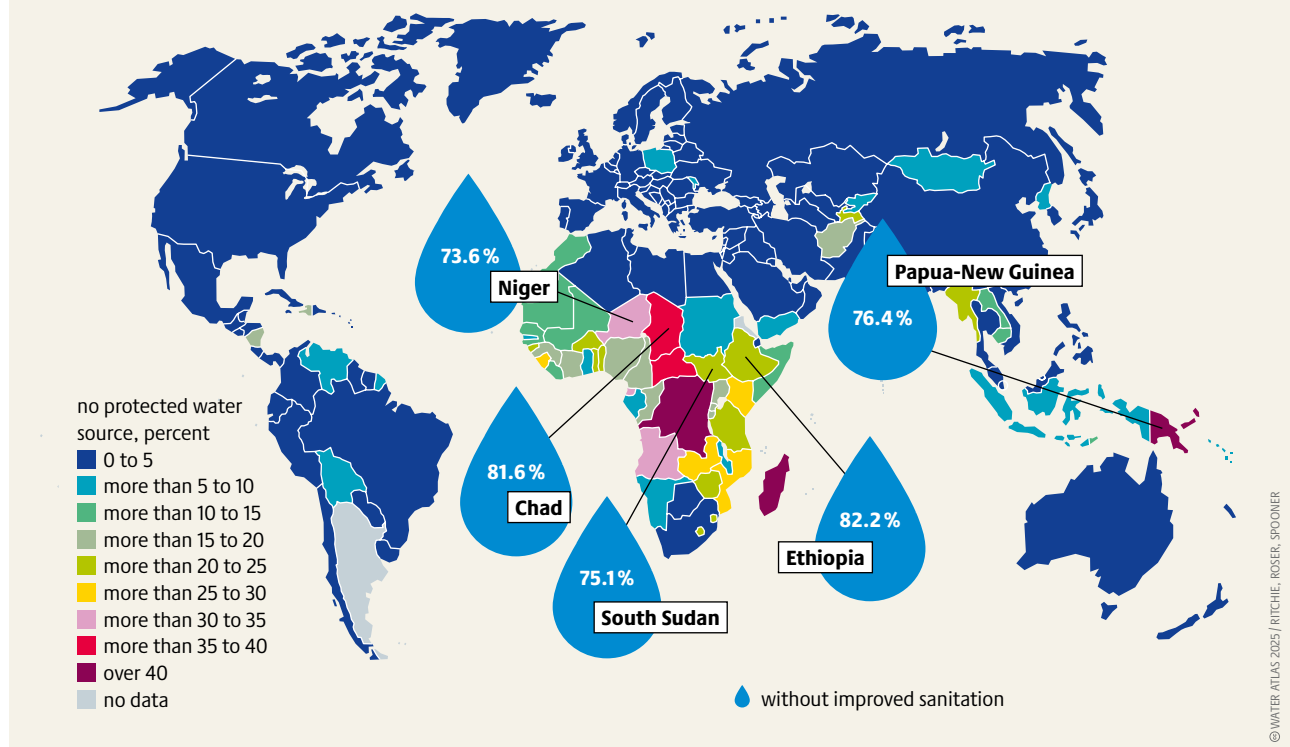 73.6 %
Niger
Papua-New Guinea
76.4 %
no protected water
source, percent
0 to 5
more than 5 to 10
more than 10 to 15
more than 15 to 20
more than 20 to 25
more than 25 to 30
more than 30 to 35
more than 35 to 40
over 40
no data
81.6 %
Chad
75.1 %
South Sudan
82.2 %
Ethiopia
without improved sanitation
WATER ATLAS 2025 / RITCHIE, ROSER, SPOONER